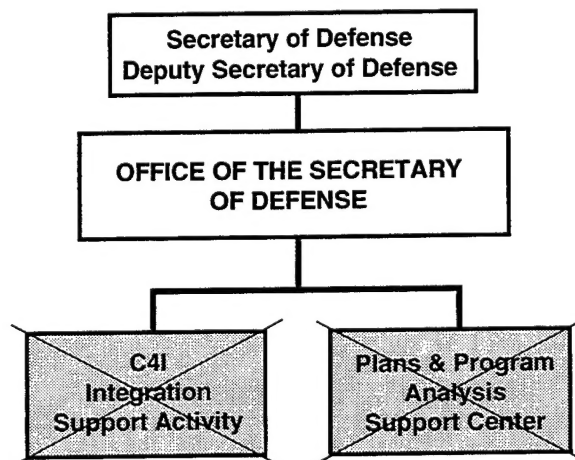 Secretary of Defense
Deputy Secretary of Defense
OFFICE OF THE SECRETARY
OF DEFENSE
C4I
Integration
Support Activity
Plans & Program
Analysis
Support Center